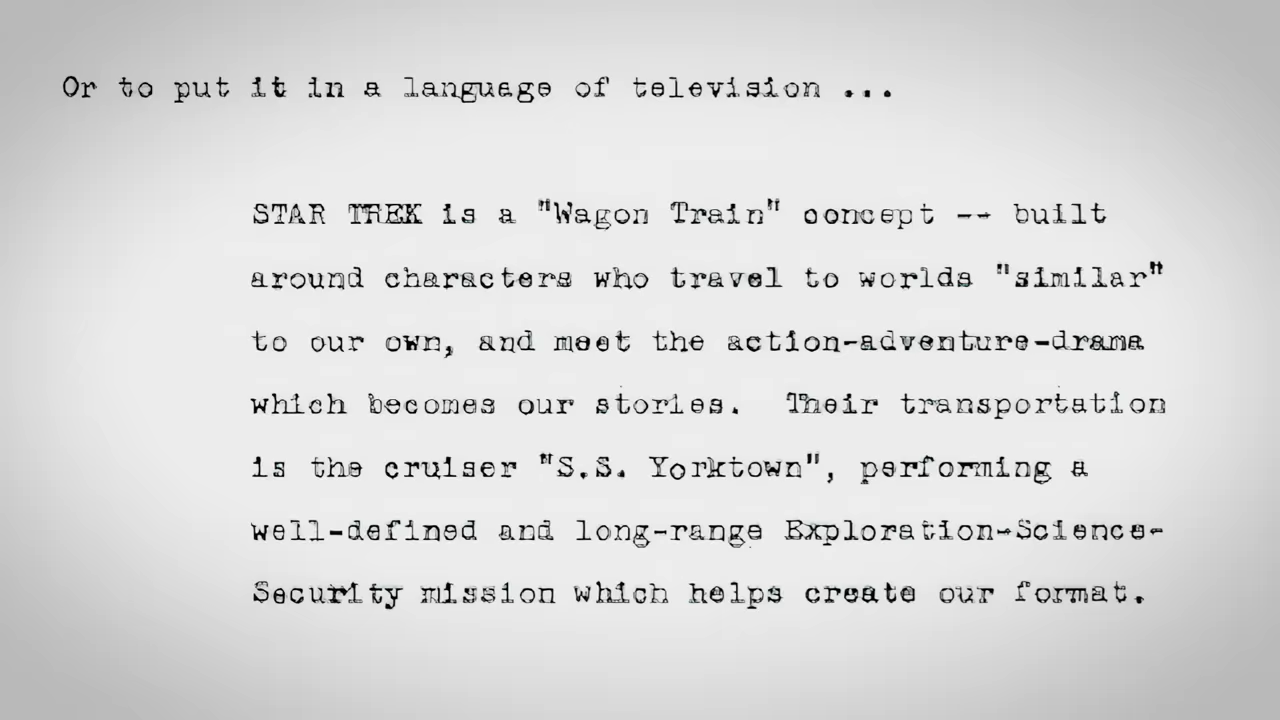 Or to put it in a language of television ...
STAR TREK is a "Wagon Train" concept -- built
around characters who travel to worlds "similar"
to our own, and meet the action-adventure-drama
which becomes our stories. Their transportation
is the cruiser "S.S. Yorktown", performing a
well-defined and long-range Exploration-Science-
Security mission which helps create our format.